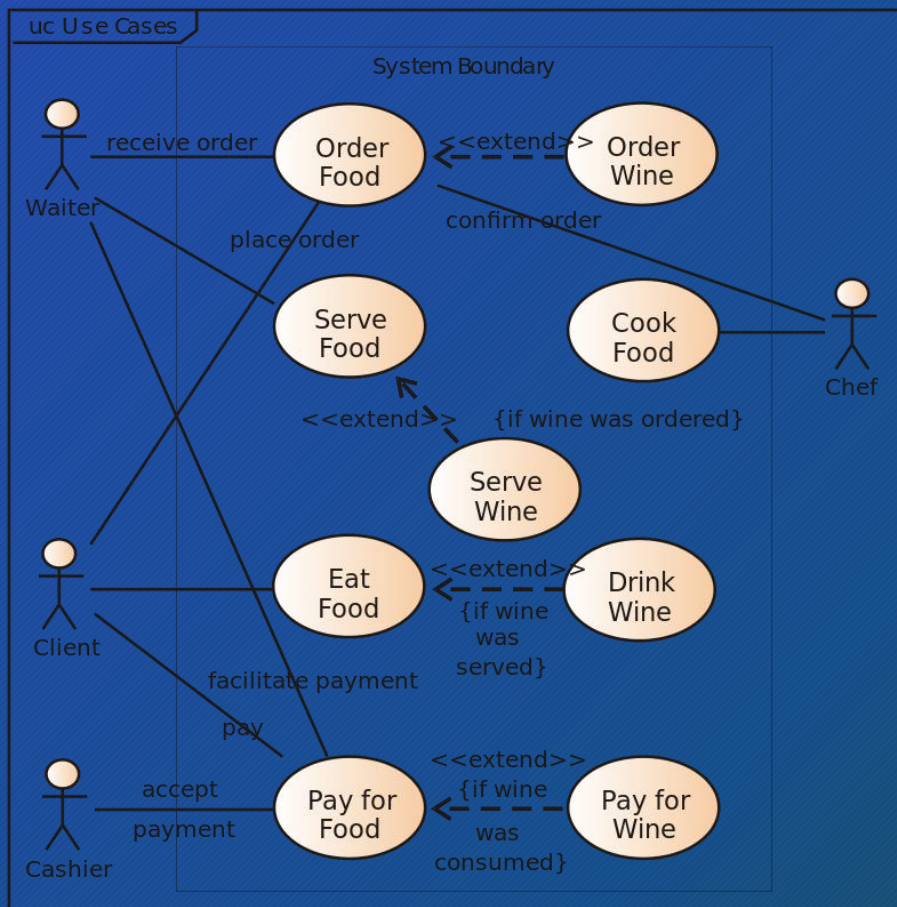 uc Use Cases
System Boundary
receive order
Order
Food
<<extend>>
Order
Wine
Waiter
place order
confirm order
Serve
Food
Cook
Food
Chef
<<extend>>
{if wine was ordered}
Serve
Wine
Eat
Food
<<extend>>
{if wine
was
served}
Drink
Wine
Client
facilitate payment
pay
accept
payment
Pay for
Food
<<extend>>
{if wine
was
consumed}
Pay for
Wine
Cashier